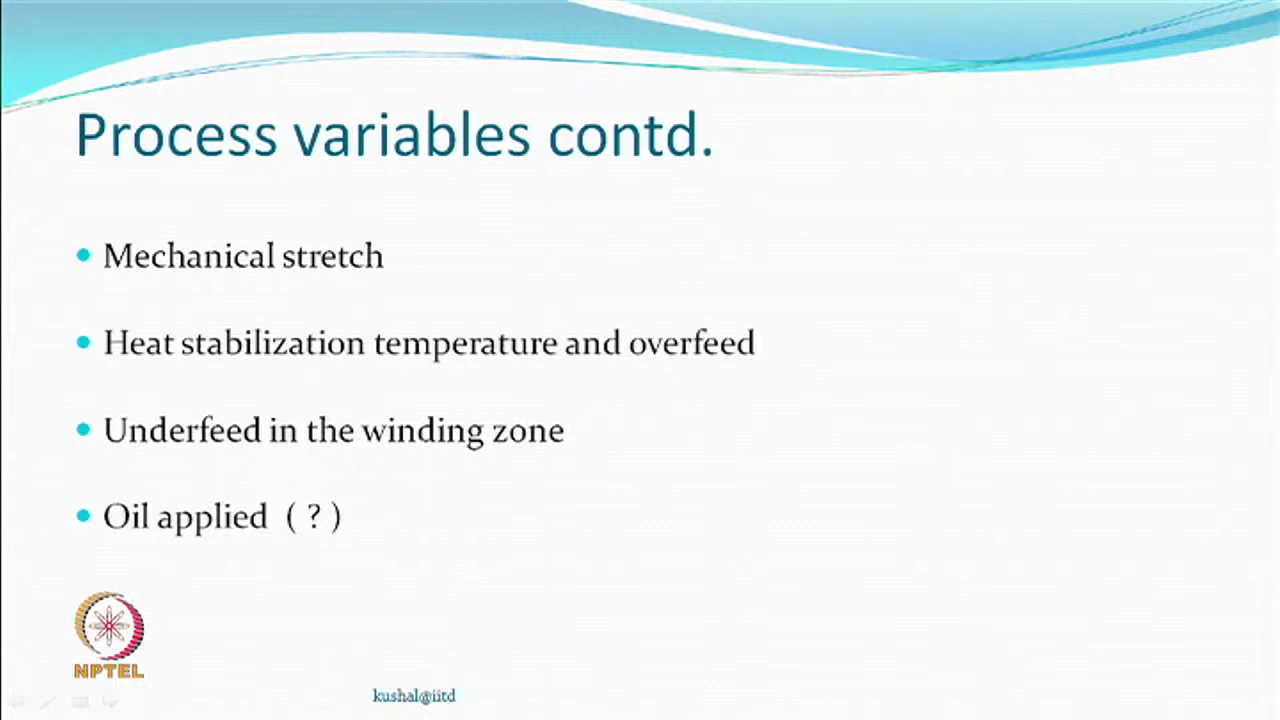 Process variables contd.
Mechanical stretch
Heat stabilization temperature and overfeed
Underfeed in the winding zone
Oil applied ( ? )
NPTEL
kushal@iitd